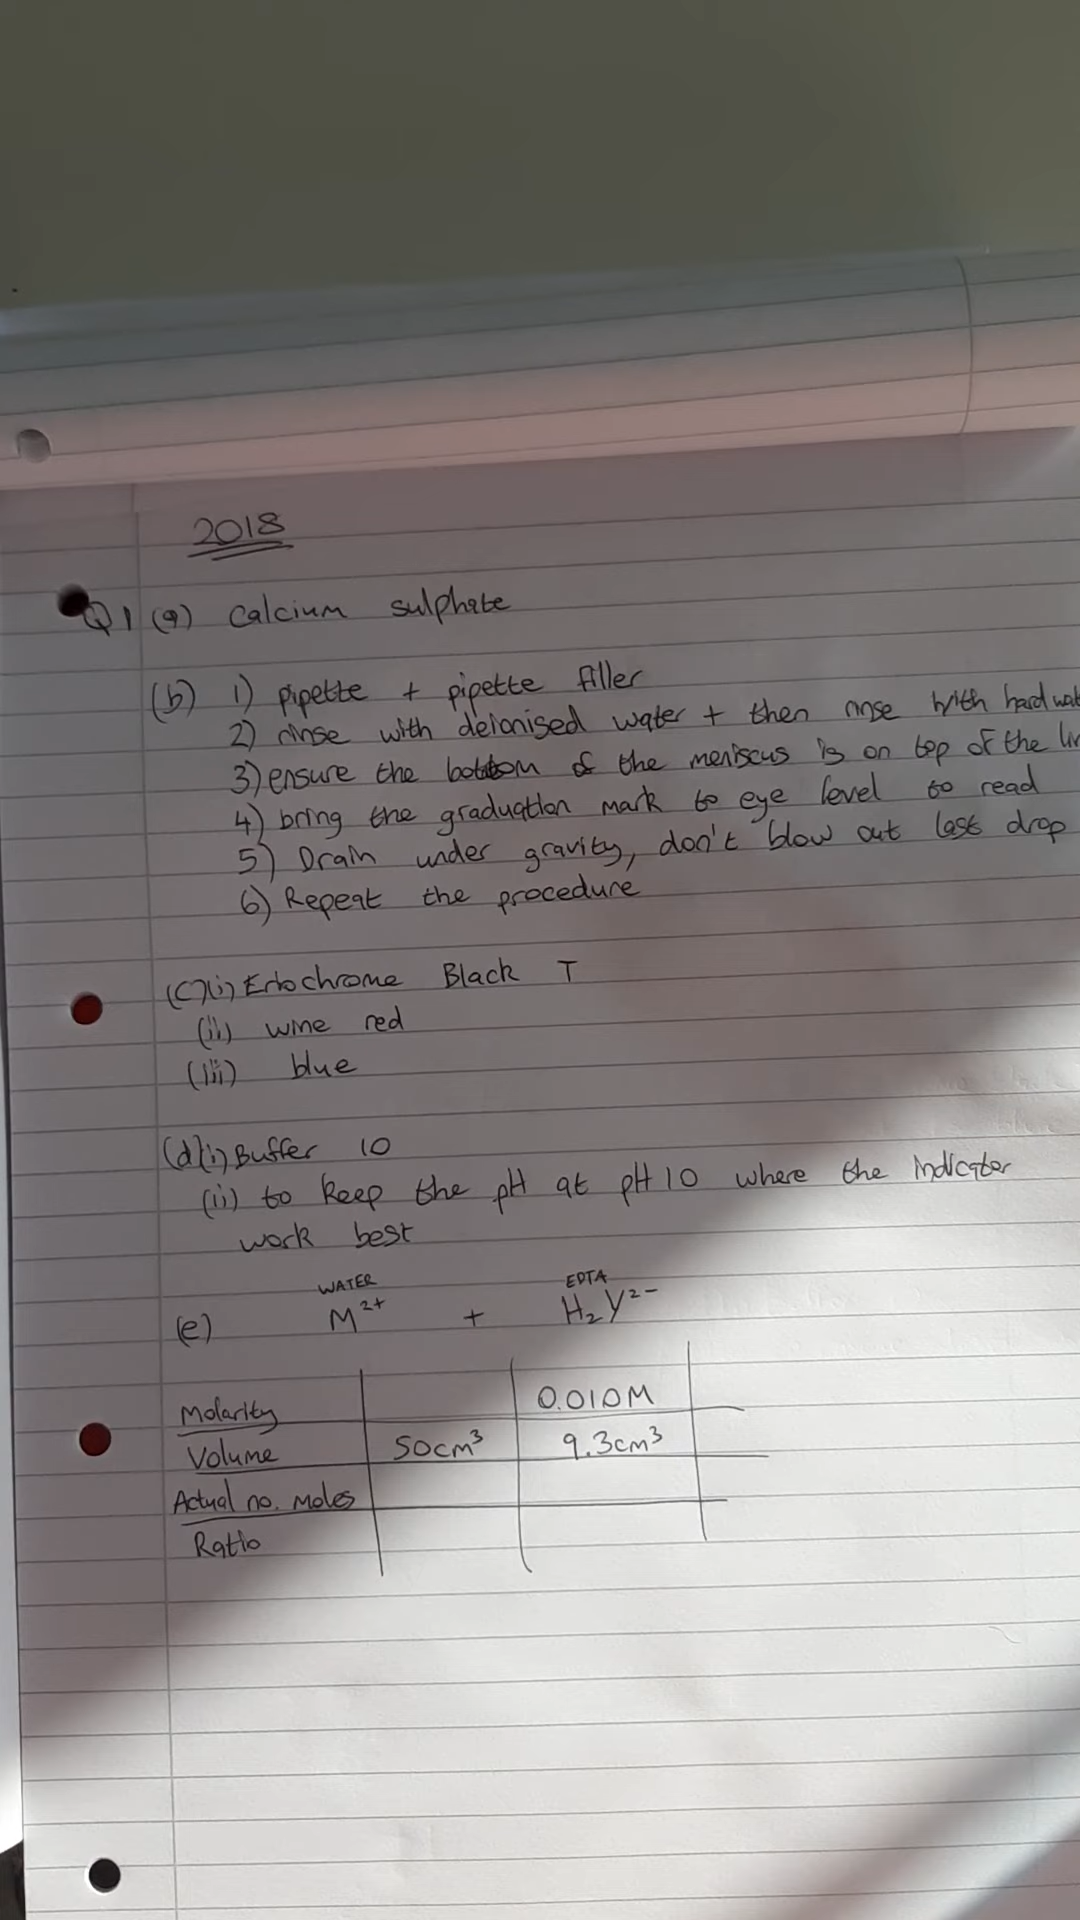 2018
Q1 (a) Calcium sulphate
(b) 1) pipette + pipette filler
2) rinse with deionised water + then rinse with hard wat
3) ensure the bottom of the meniscus is on top of the lin
4) bring the graduation mark to eye level to read
5) Drain under gravity, don't blow out last drop
6) Repeat the procedure
(c)(i) Eriochrome Black T
(ii) wine red
(iii) blue
(d)(i) Buffer 10
(ii) to keep the pH at pH 10 where the indicator
work best
WATER EDTA
(e) M²⁺ + H₂Y²⁻
Molarity 0.010M
Volume 50cm³ 9.3cm³
Actual no. moles
Ratio